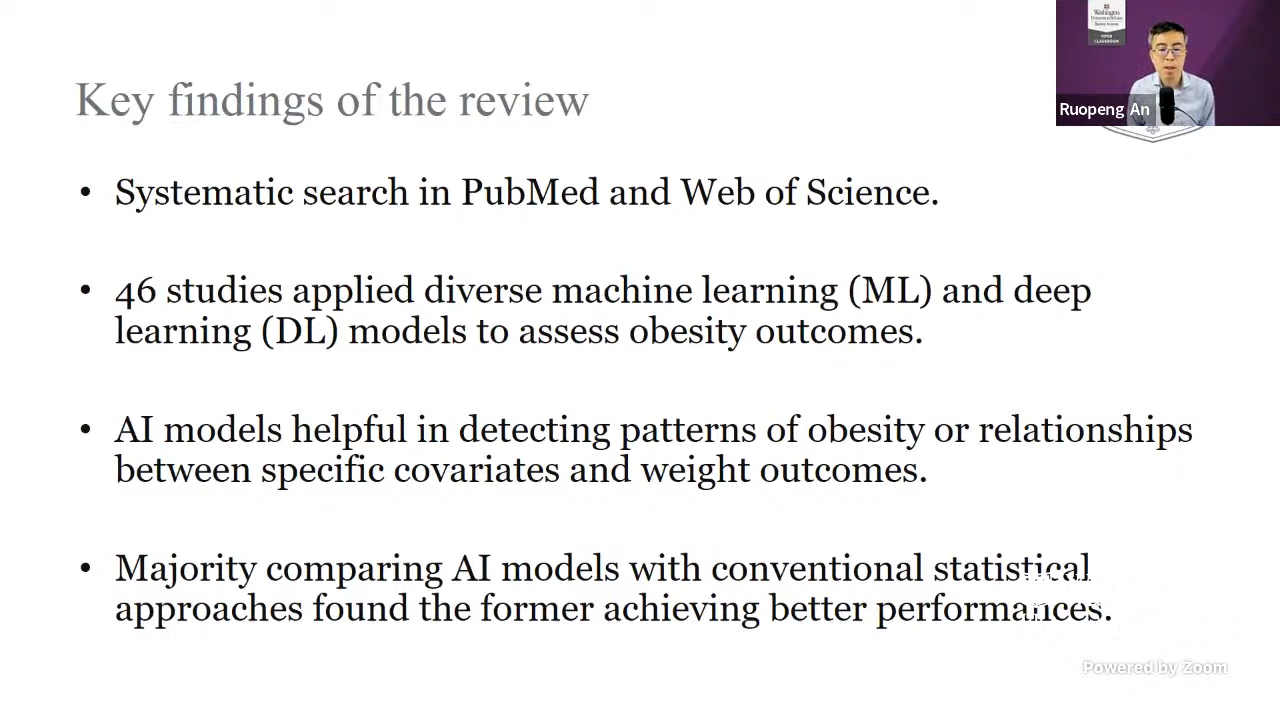 Washington
OPEN
CLASSROOM
Ruopeng An
Key findings of the review
• Systematic search in PubMed and Web of Science.
• 46 studies applied diverse machine learning (ML) and deep
learning (DL) models to assess obesity outcomes.
• AI models helpful in detecting patterns of obesity or relationships
between specific covariates and weight outcomes.
• Majority comparing AI models with conventional statistical
approaches found the former achieving better performances.
Powered by Zoom